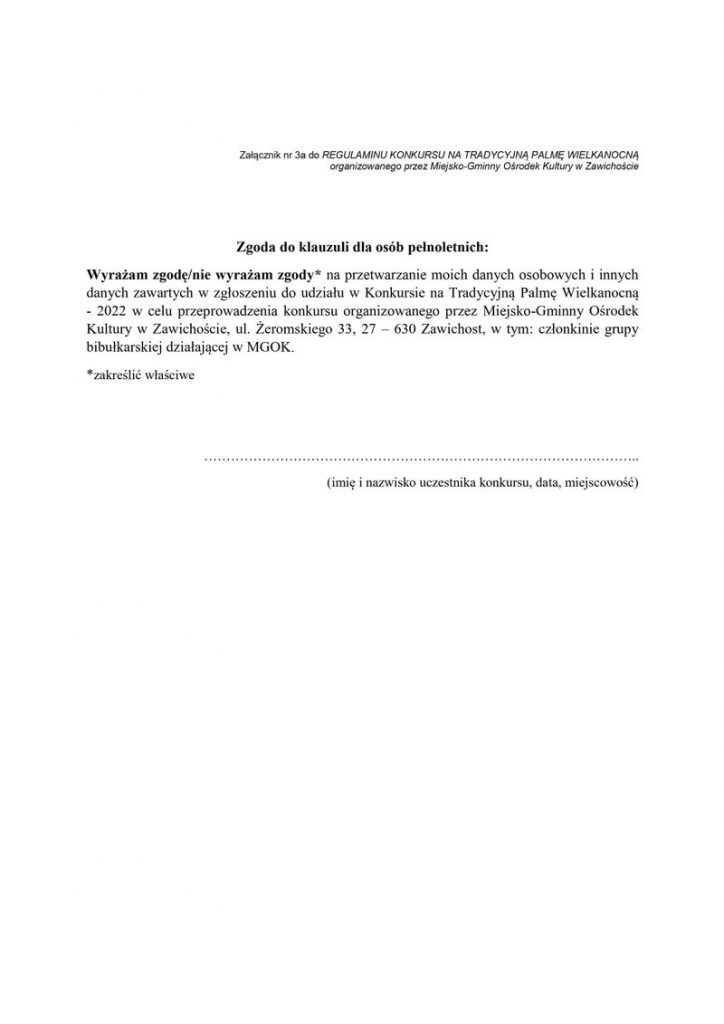 Załącznik nr 3a do REGULAMINU KONKURSU NA TRADYCYJNĄ PALMĘ WIELKANOCNĄ
organizowanego przez Miejsko-Gminny Ośrodek Kultury w Zawichoście
Zgoda do klauzuli dla osób pełnoletnich:
Wyrażam zgodę/nie wyrażam zgody* na przetwarzanie moich danych osobowych i innych
danych zawartych w zgłoszeniu do udziału w Konkursie na Tradycyjną Palmę Wielkanocną
- 2022 w celu przeprowadzenia konkursu organizowanego przez Miejsko-Gminny Ośrodek
Kultury w Zawichoście, ul. Żeromskiego 33, 27 – 630 Zawichost, w tym: członkinie grupy
bibułkarskiej działającej w MGOK.
*zakreślić właściwe
…………………………………………………………………………………..
(imię i nazwisko uczestnika konkursu, data, miejscowość)